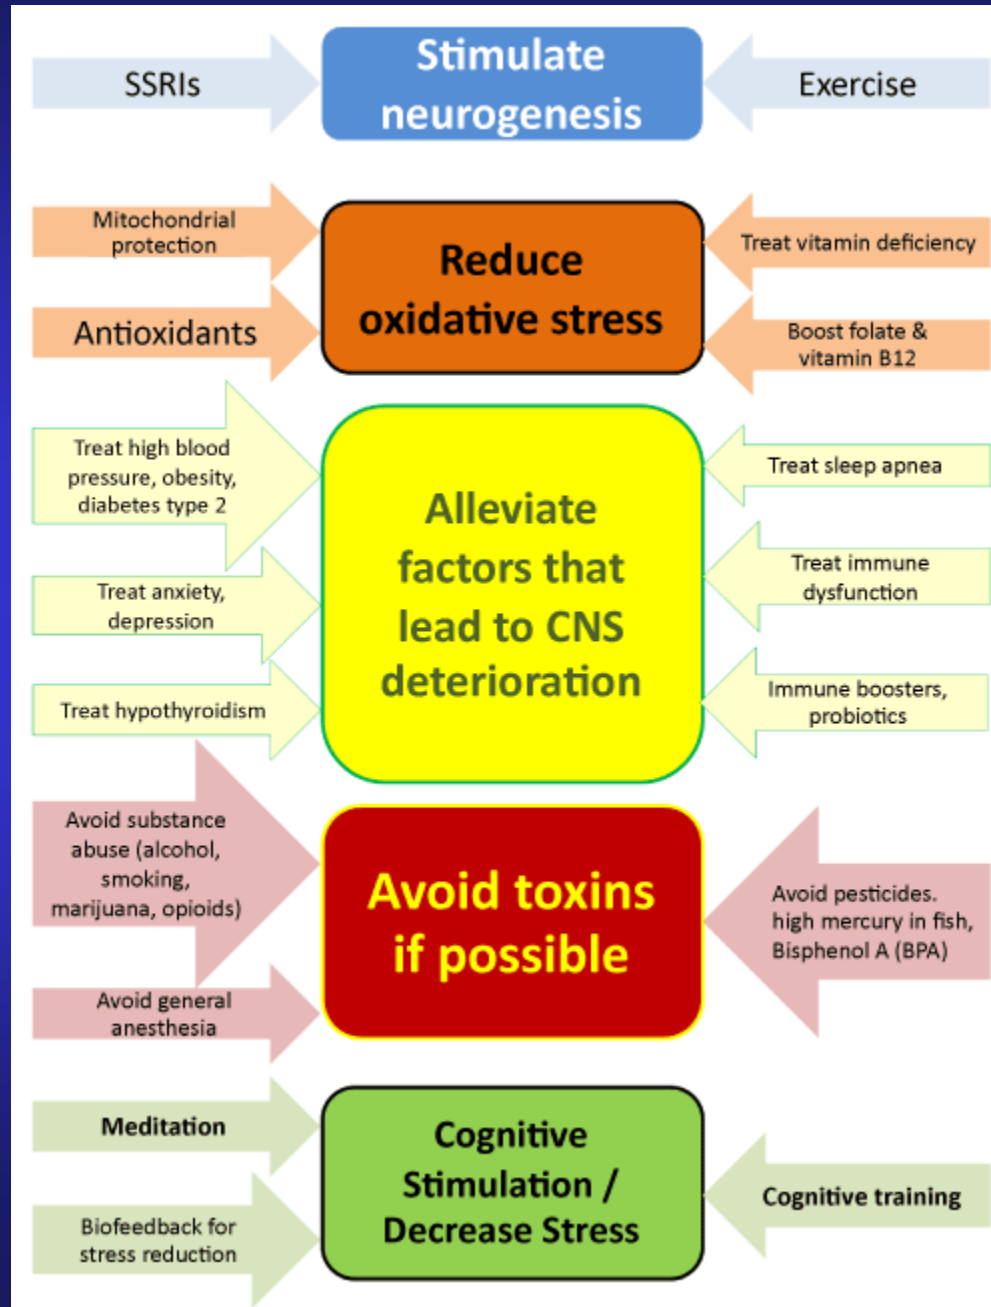 SSRIs
Stimulate
neurogenesis
Exercise
Mitochondrial
protection
Antioxidants
Reduce
oxidative stress
Treat vitamin deficiency
Boost folate &
vitamin B12
Treat high blood
pressure, obesity,
diabetes type 2
Treat anxiety,
depression
Treat hypothyroidism
Alleviate
factors that
lead to CNS
deterioration
Treat sleep apnea
Treat immune
dysfunction
Immune boosters,
probiotics
Avoid substance
abuse (alcohol,
smoking,
marijuana, opioids)
Avoid general
anesthesia
Avoid toxins
if possible
Avoid pesticides.
high mercury in fish,
Bisphenol A (BPA)
Meditation
Biofeedback for
stress reduction
Cognitive
Stimulation /
Decrease Stress
Cognitive training